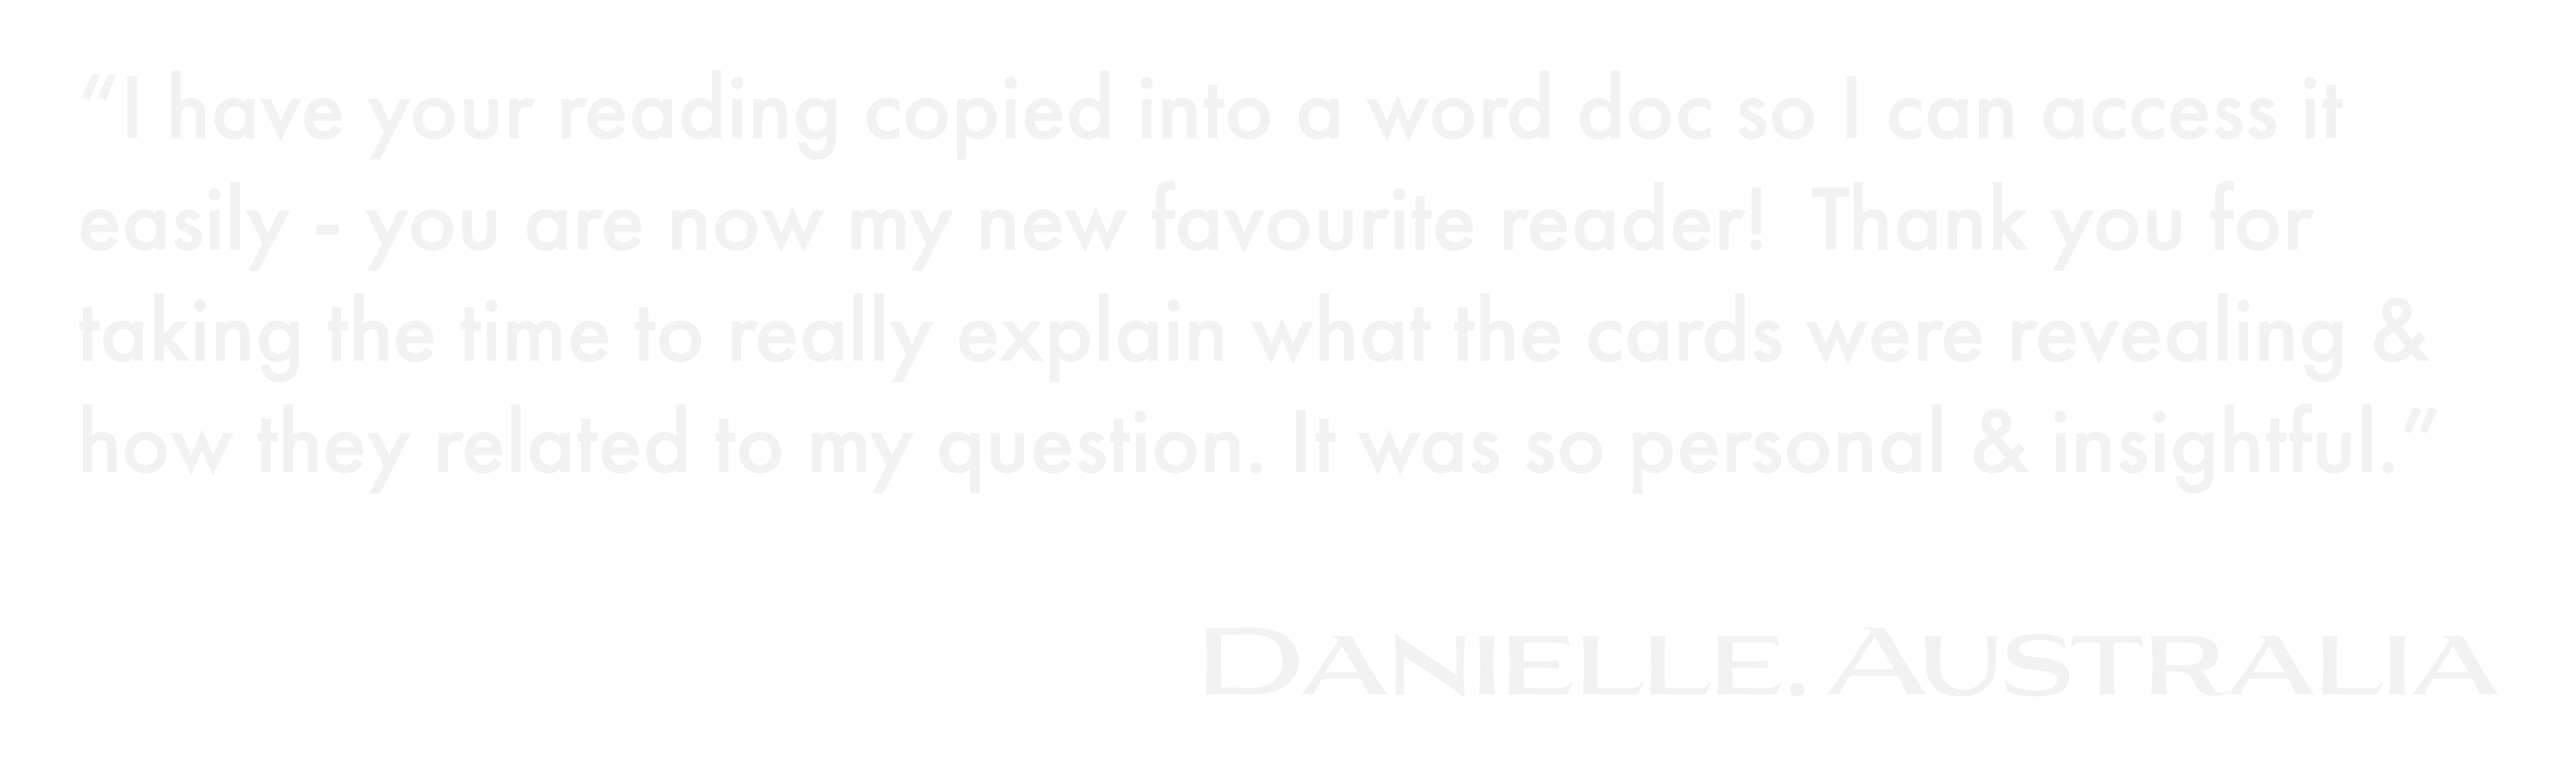 “I have your reading copied into a word doc so I can access it
easily - you are now my new favourite reader!  Thank you for
taking the time to really explain what the cards were revealing &
how they related to my question. It was so personal & insightful.”
Danielle. Australia